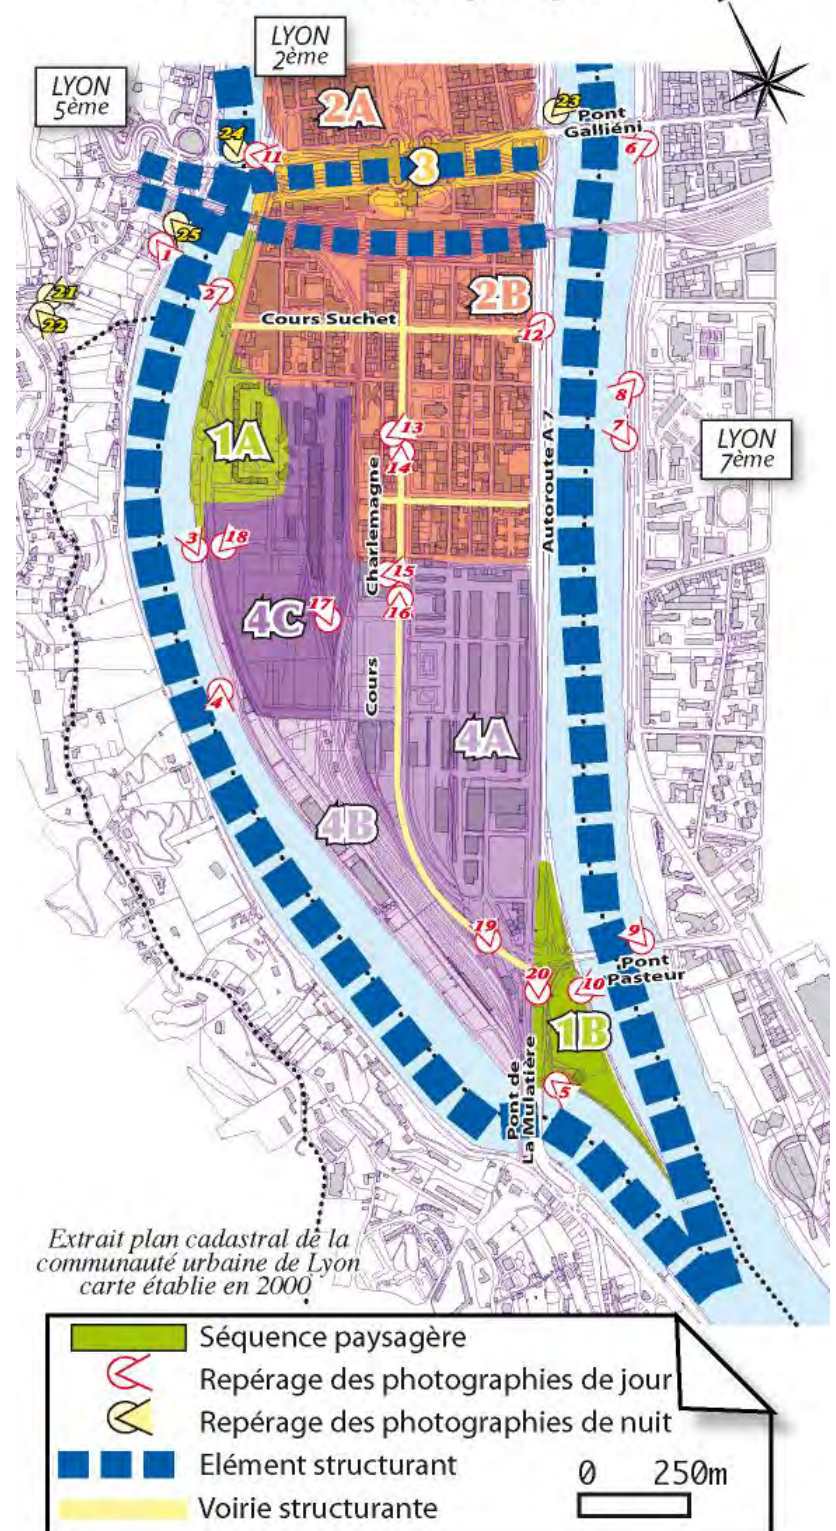 LYON
2ème
LYON
5ème
2A
23
Pont
Galliéni
24
11
3
6
25
1
21
22
2
2B
Cours Suchet
12
8
7
LYON
7ème
1A
13
14
Autoroute A 7
Charlemagne
3
18
15
16
4C
17
Cours
4
4A
4B
19
9
Pont
Pasteur
20
10
1B
5
Pont de
La Mulatière
Extrait plan cadastral de la
communauté urbaine de Lyon
carte établie en 2000
Séquence paysagère
Repérage des photographies de jour
Repérage des photographies de nuit
Elément structurant
Voirie structurante
0 250m